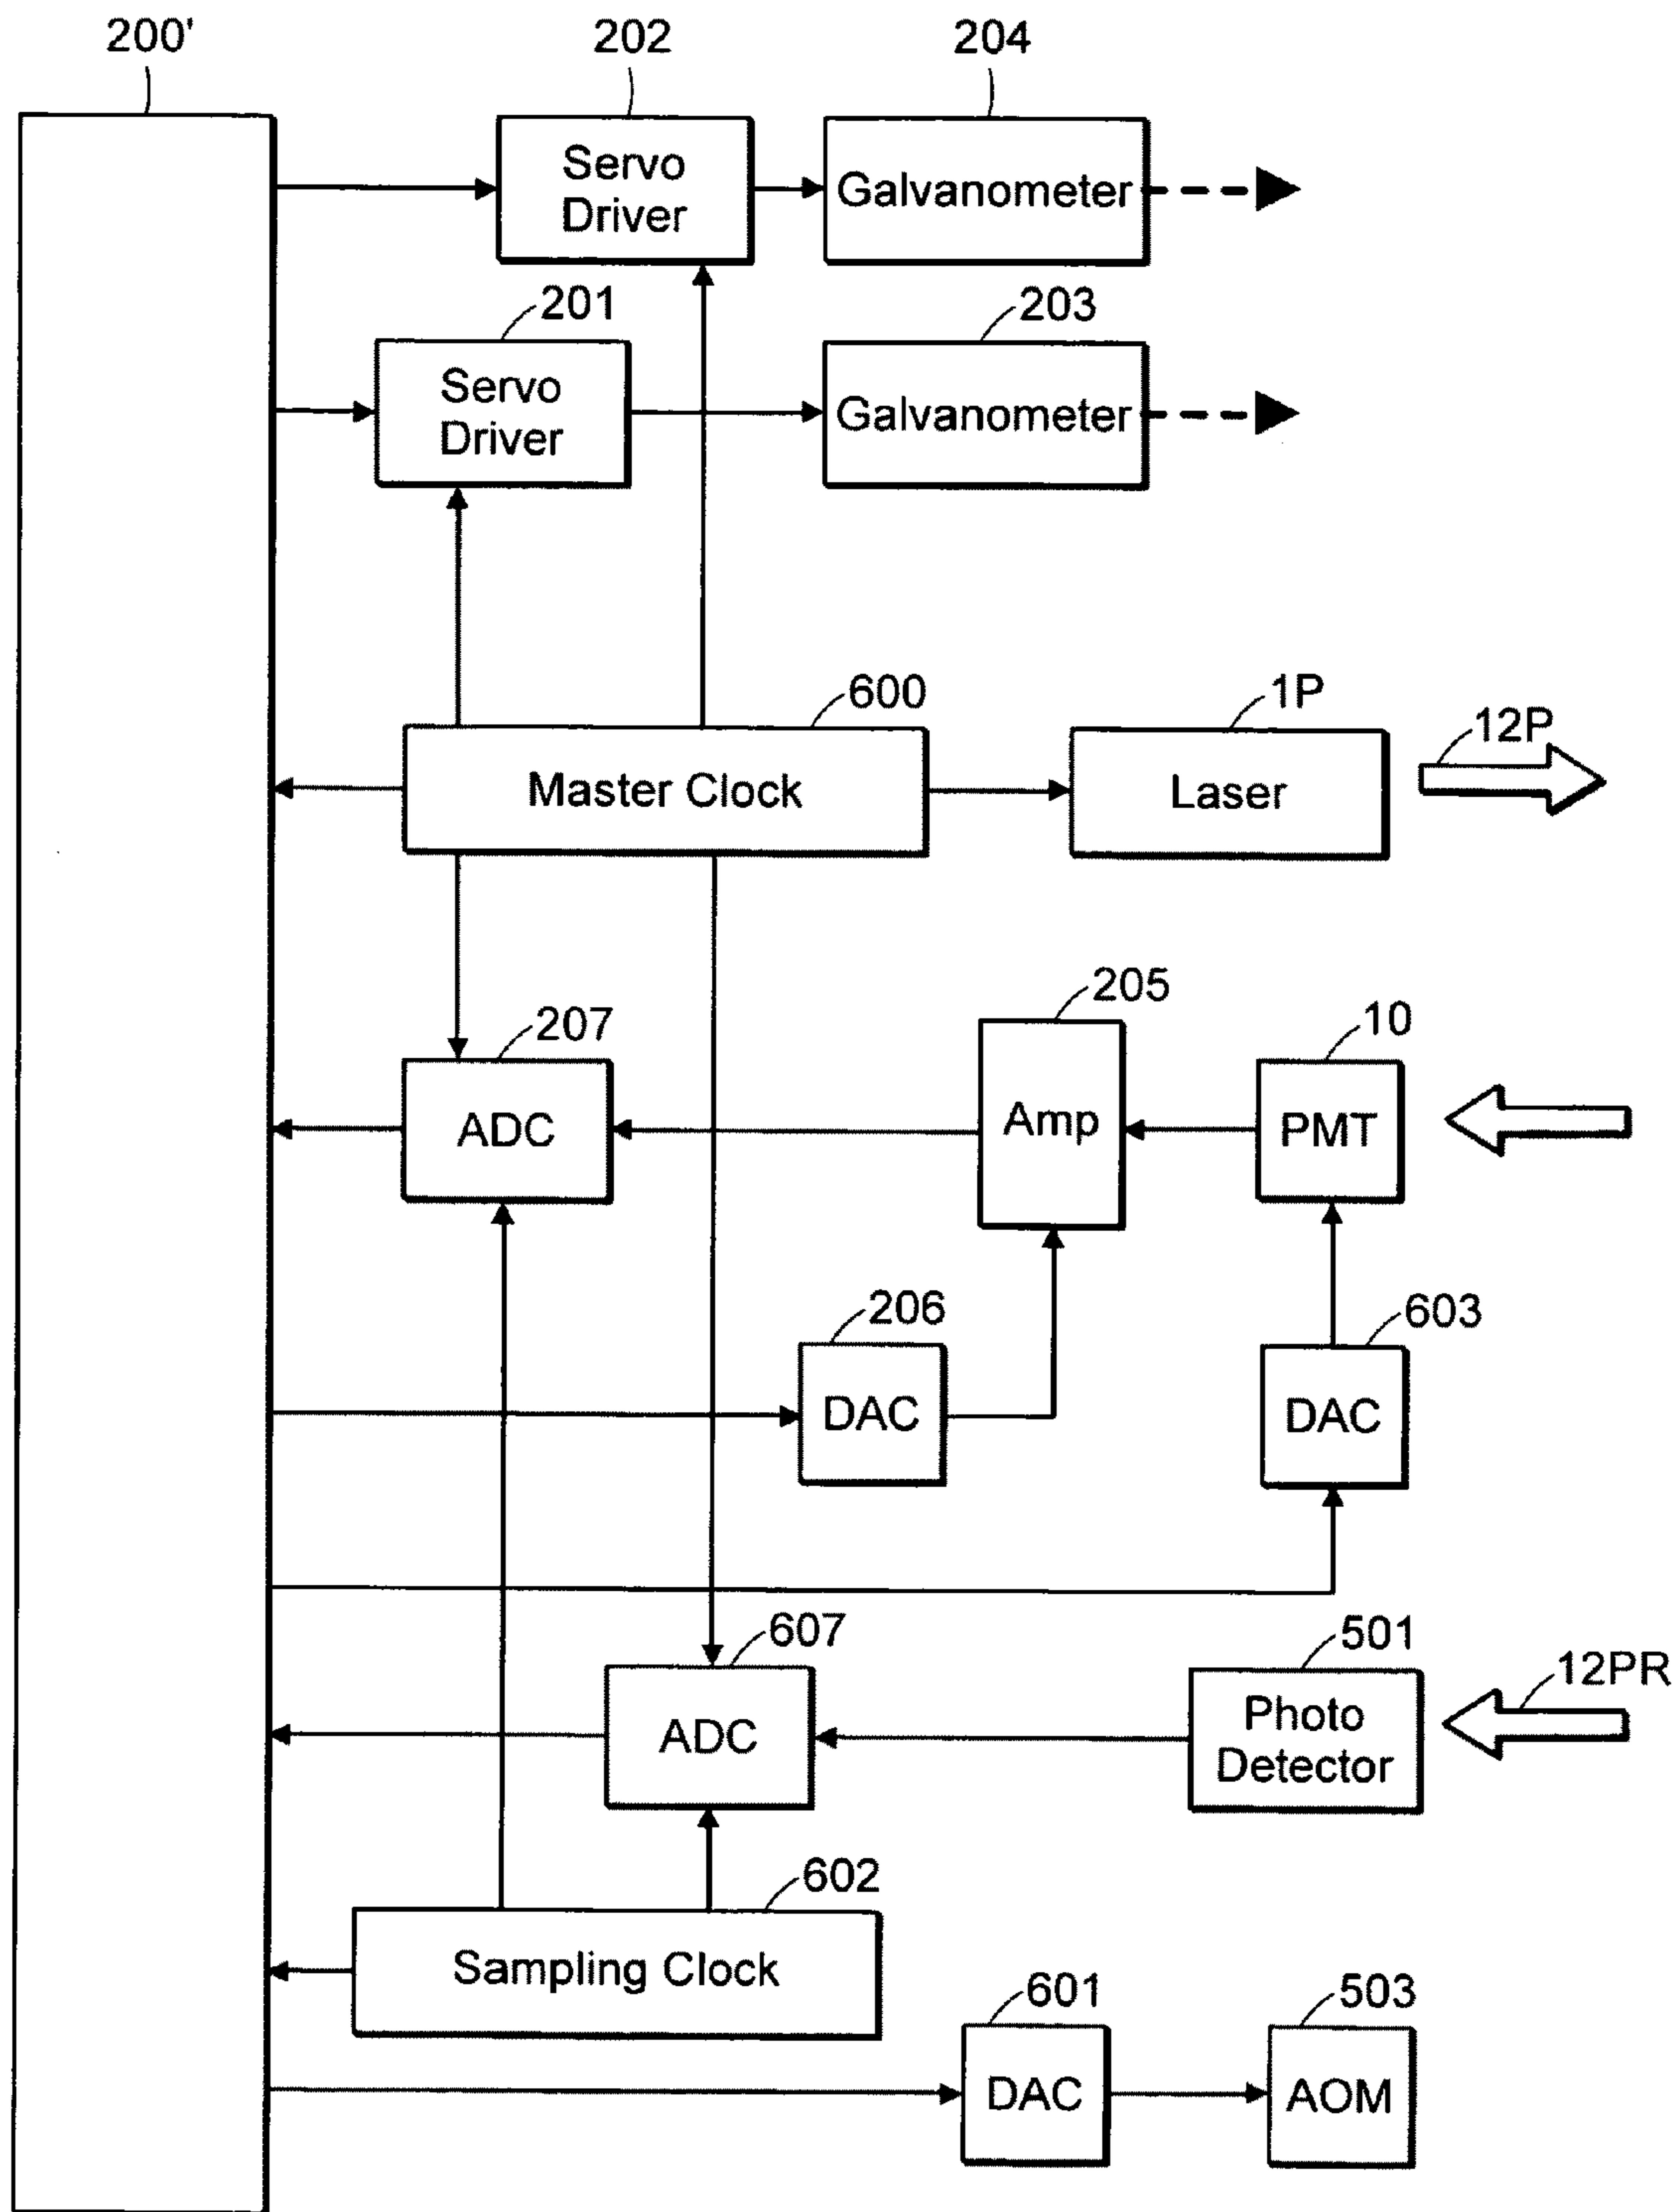 200'
202
204
Servo
Driver
Galvanometer
201
203
Servo
Driver
Galvanometer
600
1P
12P
Master Clock
Laser
205
207
10
ADC
Amp
PMT
206
603
DAC
DAC
607
501
12PR
ADC
Photo
Detector
602
Sampling Clock
601
503
DAC
AOM